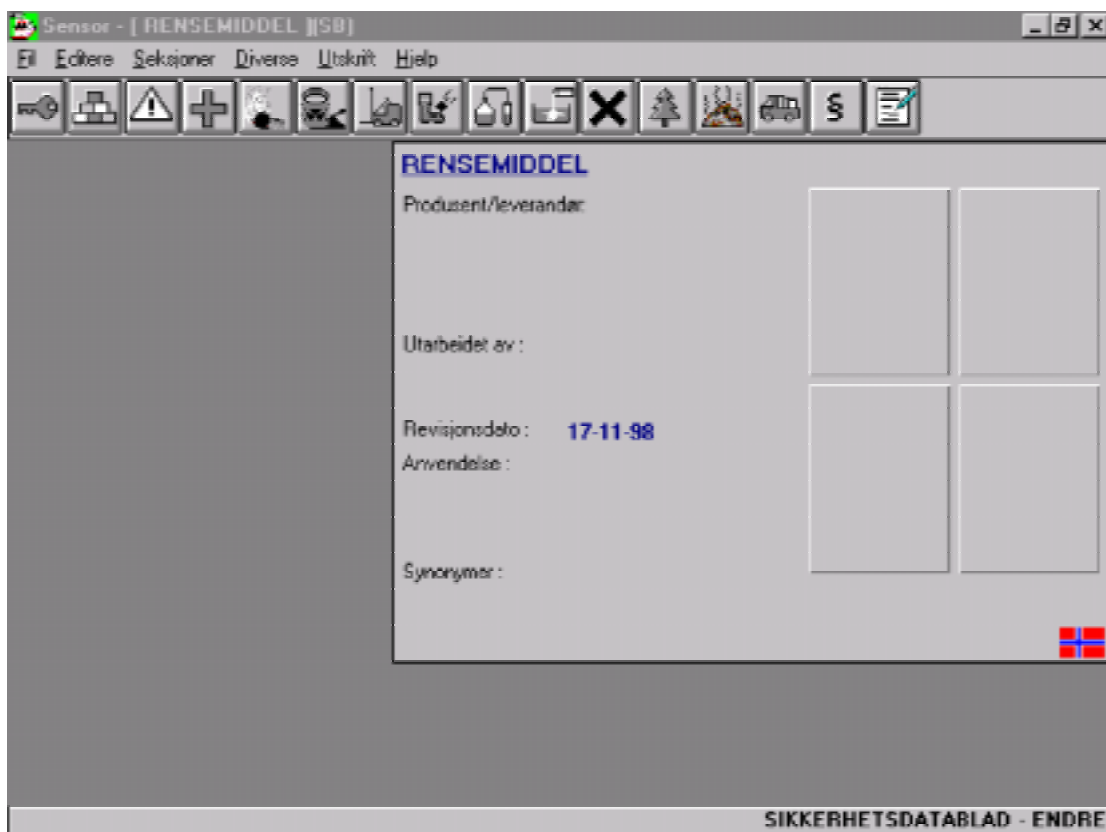 Sensor - [ RENSEMIDDEL ](SB)
Fil Editere Seksjoner Diverse Utskrift Hjelp
§
RENSEMIDDEL
Produsent/leverandør:
Utarbeidet av :
Revisjonsdato : 17-11-98
Anvendelse :
Synonymer :
SIKKERHETSDATABLAD - ENDRE